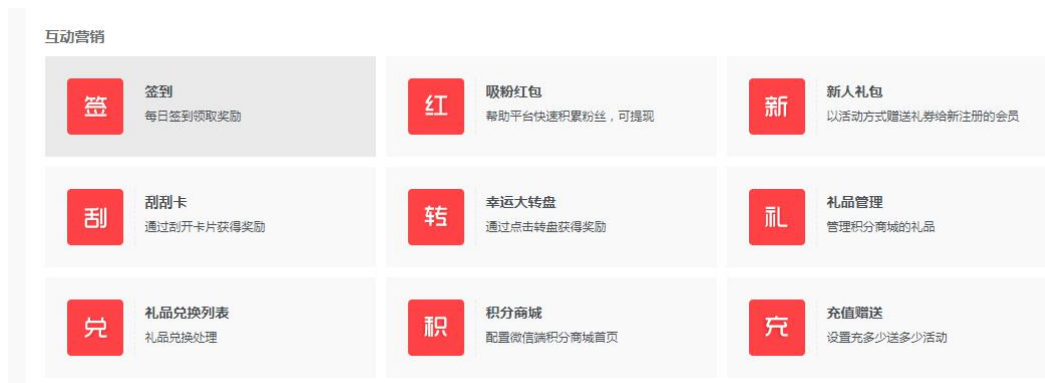 互动营销
签
签到
每日签到领取奖励
红
吸粉红包
帮助平台快速积累粉丝，可提现
新
新人礼包
以活动方式赠送礼券给新注册的会员
刮
刮刮卡
通过刮开卡片获得奖励
转
幸运大转盘
通过点击转盘获得奖励
礼
礼品管理
管理积分商城的礼品
兑
礼品兑换列表
礼品兑换处理
积
积分商城
配置微信端积分商城首页
充
充值赠送
设置充多少送多少活动